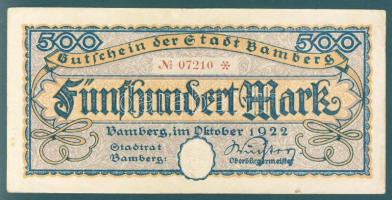 500 500
Gutschein der Stadt Bamberg
№ 07210 *
Fünfhundert Mark
Bamberg, im Oktober 1922
Stadtrat
Bamberg:
Oberbürgermeister